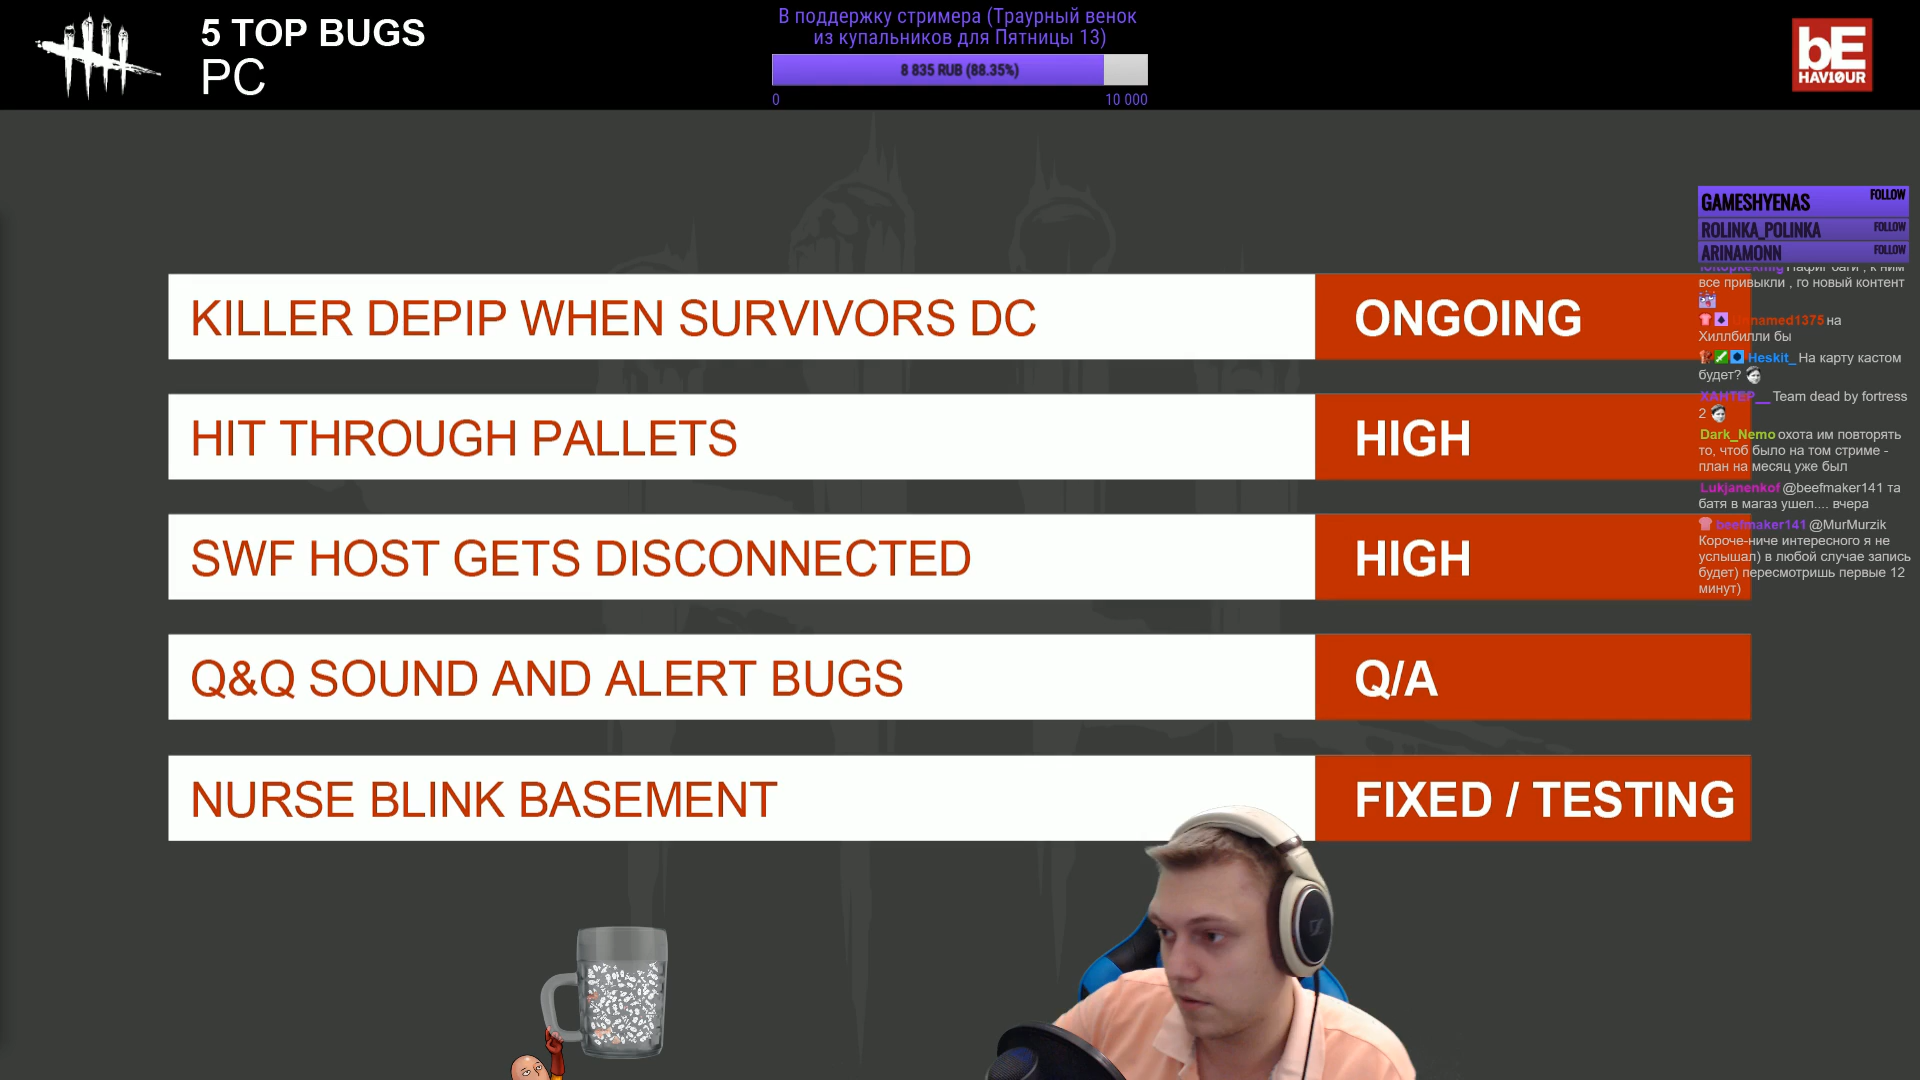 5 TOP BUGS
PC
В поддержку стримера (Траурный венок
из купальников для Пятницы 13)
8 835 RUB (88.35%)
0
10 000
bE
HAVIOUR
GAMESHYENAS FOLLOW
ROLINKA_POLINKA FOLLOW
ARINAMONN FOLLOW
KILLER DEPIP WHEN SURVIVORS DC ONGOING
HIT THROUGH PALLETS HIGH
SWF HOST GETS DISCONNECTED HIGH
Q&Q SOUND AND ALERT BUGS Q/A
NURSE BLINK BASEMENT FIXED / TESTING
Нафиг баги , к ним
все привыкли , го новый контент
на
Хиллбилли бы
Heskit_ На карту кастом
будет?
XAHTEP__ Team dead by fortress
2
Dark_Nemo охота им повторять
то, чтоб было на том стриме -
план на месяц уже был
Lukjanenkof @beefmaker141 та
батя в магаз ушел.... вчера
beefmaker141 @MurMurzik
Короче-ниче интересного я не
услышал) в любой случае запись
будет) пересмотришь первые 12
минут)